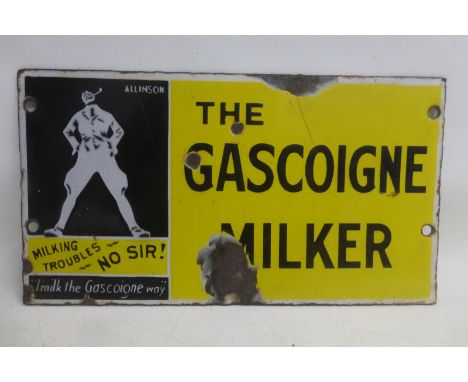 ALLINSON
MILKING
TROUBLES ~ NO SIR!
I milk the Gascoigne way
THE
GASCOIGNE
MILKER